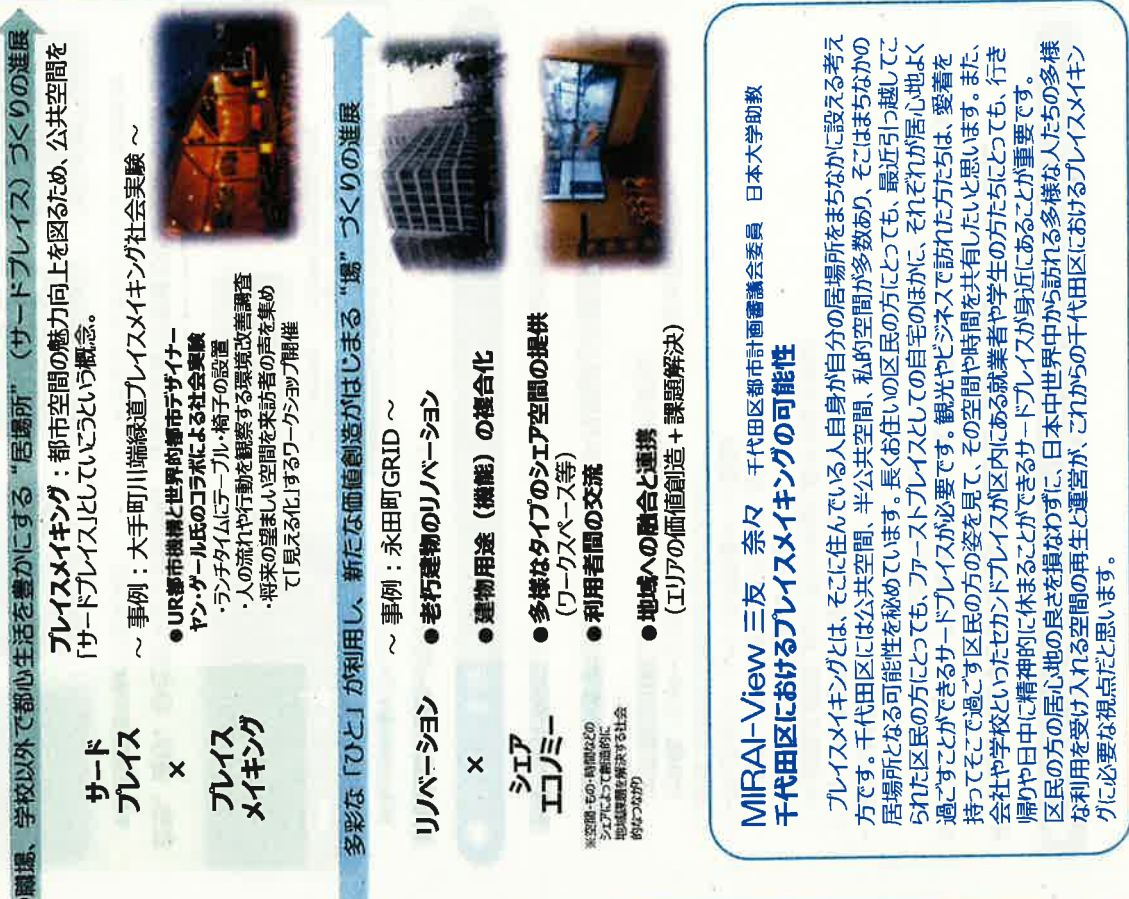 職場、学校以外で都心生活を豊かにする“居場所”（サードプレイス）づくりの進展
サード
プレイス
×
プレイス
メイキング
プレイスメイキング：都市空間の魅力向上を図るため、公共空間を
「サードプレイス」としていこうという概念。
～ 事例：大手町川端緑道プレイスメイキング社会実験 ～
●UR都市機構と世界的都市デザイナー
ヤン・ゲール氏のコラボによる社会実験
・ランチタイムにテーブル・椅子の設置
・人の流れや行動を観察する環境改善調査
・将来の望ましい空間を来訪者の声を集め
て「見える化」するワークショップ開催
多彩な「ひと」が利用し、新たな価値創造がはじまる“場”づくりの進展
リノベーション
×
シェア
エコノミー
※空間・もの・時間などの
シェアによって創造的に
地域課題を解決する社会
的なつながり
～ 事例：永田町GRID ～
●老朽建物のリノベーション
●建物用途（機能）の複合化
●多様なタイプのシェア空間の提供
（ワークスペース等）
●利用者間の交流
●地域への融合と連携
（エリアの価値創造＋課題解決）
MIRAI-View 三友 奈々 千代田区都市計画審議会委員 日本大学助教
千代田区におけるプレイスメイキングの可能性
プレイスメイキングとは、そこに住んでいる人自身が自分の居場所をまちなかに設える考え
方です。千代田区には公共空間、半公共空間、私的空間が多数あり、そこはまちなかの
居場所となる可能性を秘めています。長くお住いの区民の方にとっても、最近引っ越してこ
られた区民の方にとっても、ファーストプレイスとしての自宅のほかに、それぞれが居心地よく
過ごすことができるサードプレイスが必要です。観光やビジネスで訪れた方たちは、愛着を
持ってそこで過ごす区民の方の姿を見て、その空間や時間を共有したいと思います。また、
会社や学校といったセカンドプレイスが区内にある就業者や学生の方たちにとっても、行き
帰りや日中に精神的に休まることができるサードプレイスが身近にあることが重要です。
区民の方の居心地の良さを損なわずに、日本中世界中から訪れる多様な人たちの多様
な利用を受け入れる空間の再生と運営が、これからの千代田区におけるプレイスメイキン
グに必要な視点だと思います。